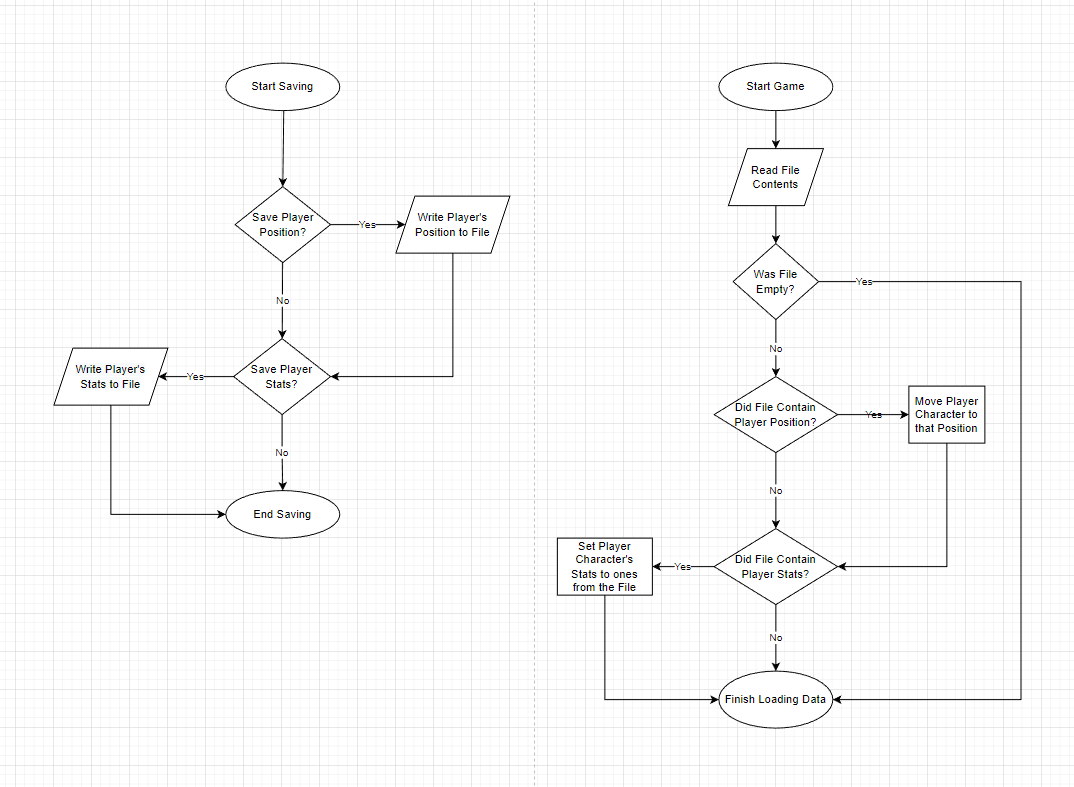 Start Saving
Save Player
Position?
Yes
Write Player's
Position to File
No
Save Player
Stats?
Yes
Write Player's
Stats to File
No
End Saving
Start Game
Read File
Contents
Was File
Empty?
Yes
No
Did File Contain
Player Position?
Yes
Move Player
Character to
that Position
No
Did File Contain
Player Stats?
Yes
Set Player
Character's
Stats to ones
from the File
No
Finish Loading Data